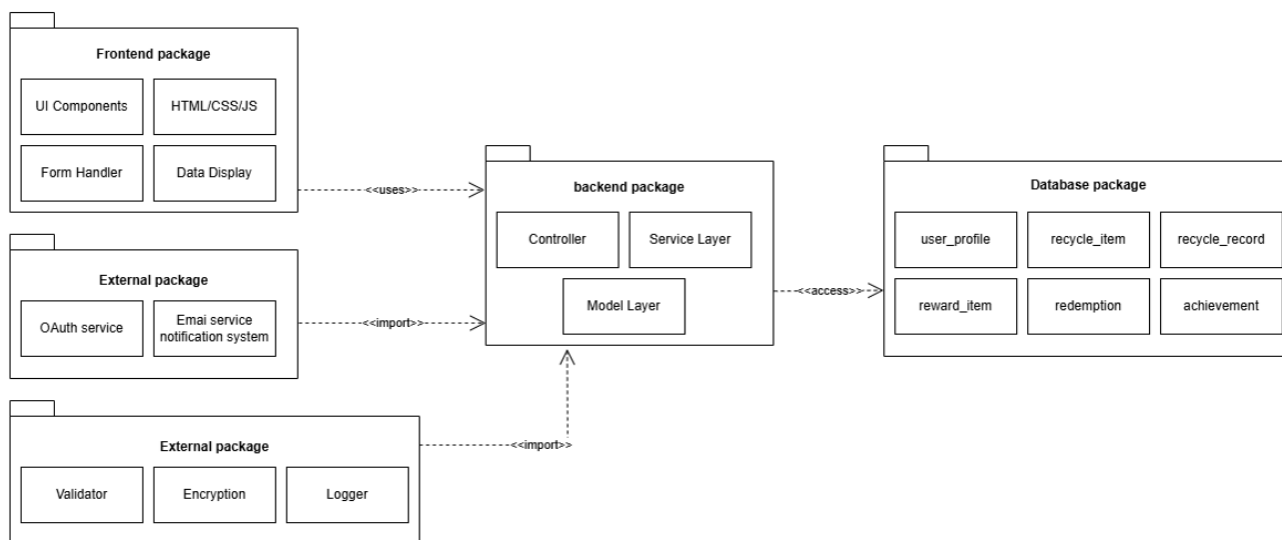 Frontend package
UI Components
HTML/CSS/JS
Form Handler
Data Display
<<uses>>
External package
OAuth service
Emai service
notification system
<<import>>
External package
Validator
Encryption
Logger
<<import>>
backend package
Controller
Service Layer
Model Layer
<<access>>
Database package
user_profile
recycle_item
recycle_record
reward_item
redemption
achievement